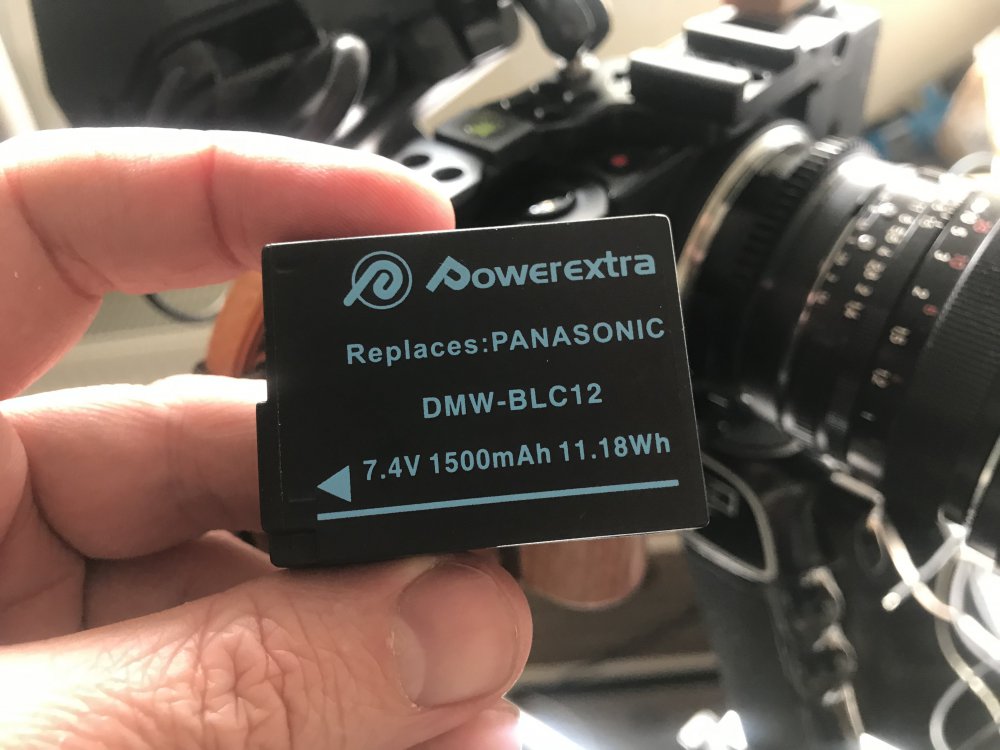 Powerextra
Replaces:PANASONIC
DMW-BLC12
7.4V 1500mAh 11.18Wh